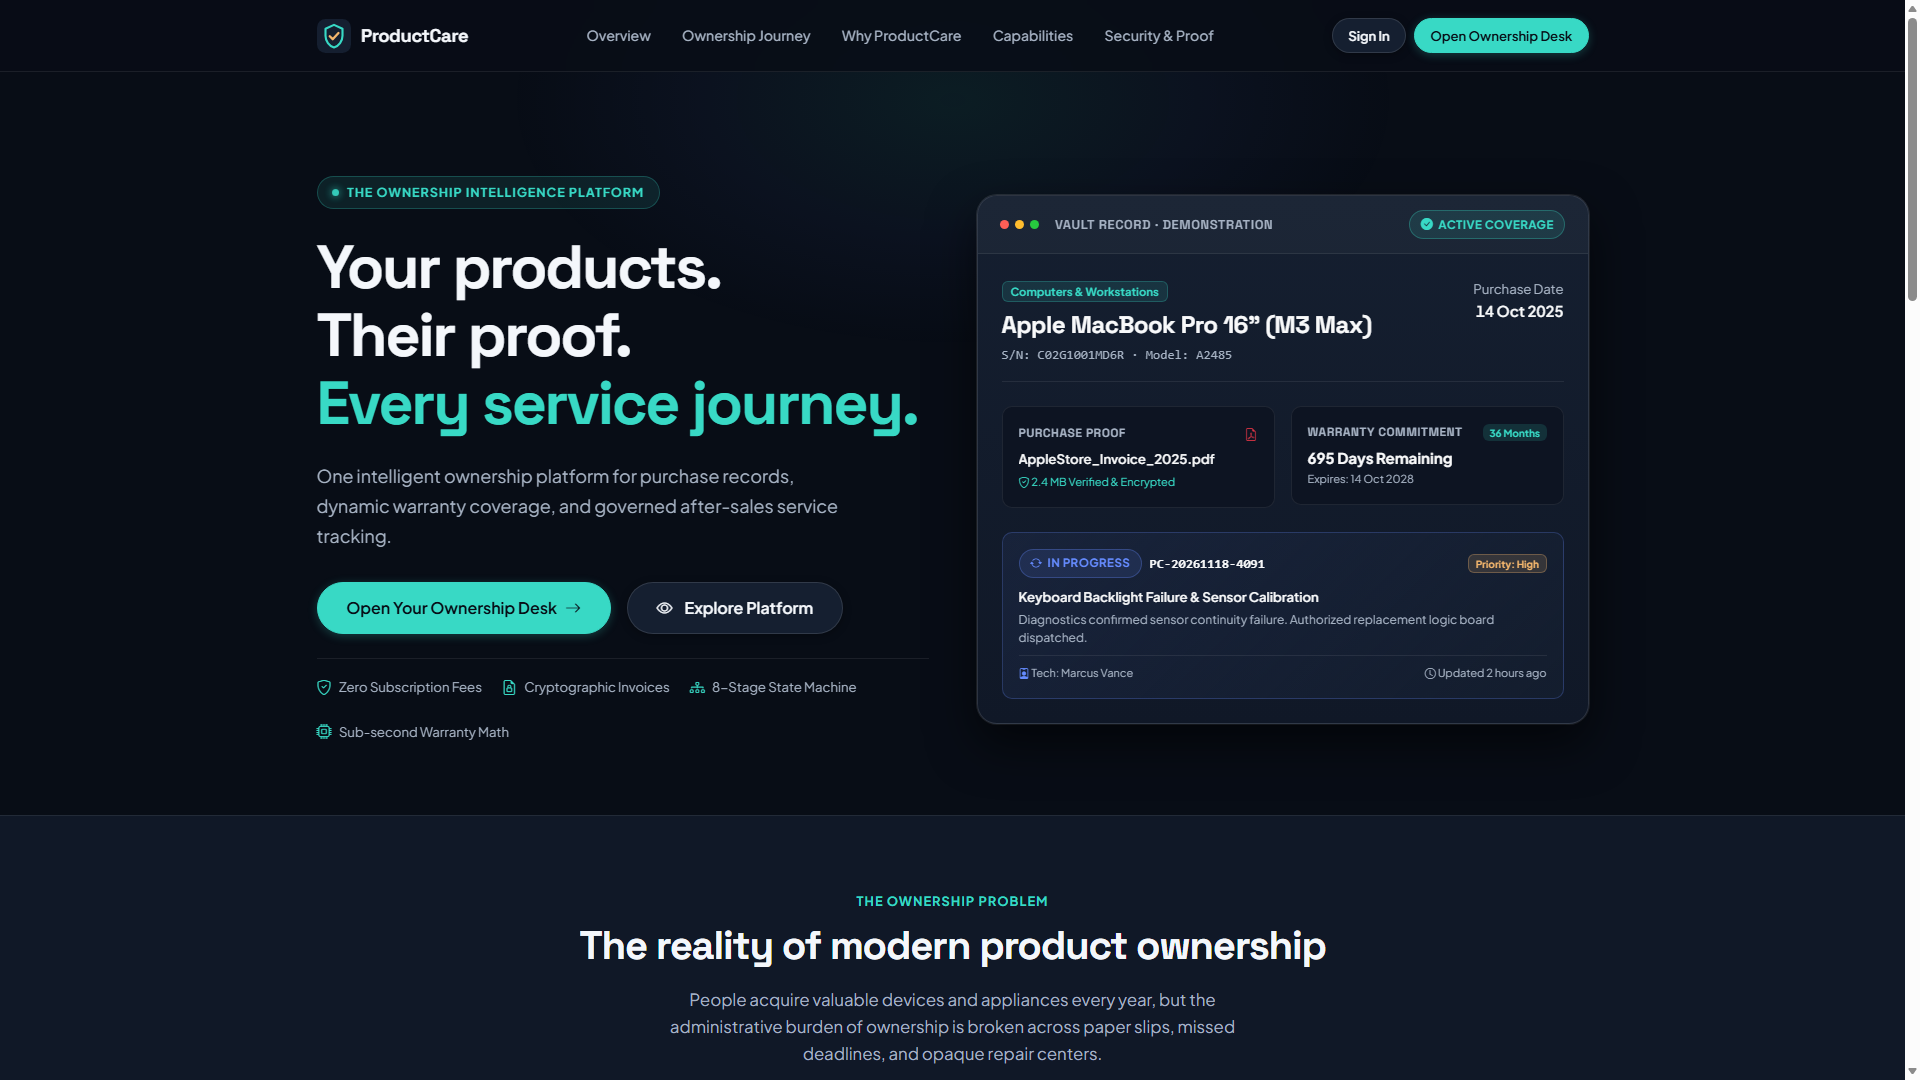 ProductCare
Overview
Ownership Journey
Why ProductCare
Capabilities
Security & Proof
Sign In
Open Ownership Desk
THE OWNERSHIP INTELLIGENCE PLATFORM
Your products.
Their proof.
Every service journey.
One intelligent ownership platform for purchase records,
dynamic warranty coverage, and governed after-sales service
tracking.
Open Your Ownership Desk →
Explore Platform
Zero Subscription Fees
Cryptographic Invoices
8-Stage State Machine
Sub-second Warranty Math
VAULT RECORD · DEMONSTRATION
ACTIVE COVERAGE
Computers & Workstations
Purchase Date
14 Oct 2025
Apple MacBook Pro 16” (M3 Max)
S/N: C02G1001MD6R · Model: A2485
PURCHASE PROOF
AppleStore_Invoice_2025.pdf
2.4 MB Verified & Encrypted
WARRANTY COMMITMENT
36 Months
695 Days Remaining
Expires: 14 Oct 2028
IN PROGRESS
PC-20261118-4091
Priority: High
Keyboard Backlight Failure & Sensor Calibration
Diagnostics confirmed sensor continuity failure. Authorized replacement logic board
dispatched.
Tech: Marcus Vance
Updated 2 hours ago
THE OWNERSHIP PROBLEM
The reality of modern product ownership
People acquire valuable devices and appliances every year, but the
administrative burden of ownership is broken across paper slips, missed
deadlines, and opaque repair centers.